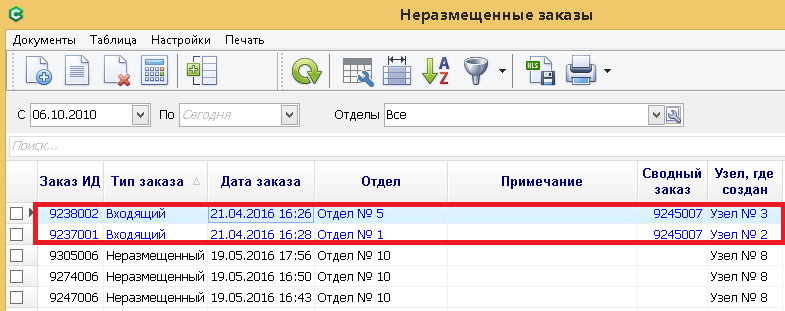 Неразмещенные заказы
Документы Таблица Настройки Печать
A Z XLS
С 06.10.2010 По Сегодня Отделы Все
Поиск...
Заказ ИД Тип заказа Дата заказа Отдел Примечание Сводный заказ Узел, где создан
9238002 Входящий 21.04.2016 16:26 Отдел № 5 9245007 Узел № 3
9237001 Входящий 21.04.2016 16:28 Отдел № 1 9245007 Узел № 2
9305006 Неразмещенный 19.05.2016 17:56 Отдел № 10 Узел № 8
9274006 Неразмещенный 19.05.2016 16:50 Отдел № 10 Узел № 8
9247006 Неразмещенный 19.05.2016 16:43 Отдел № 10 Узел № 8